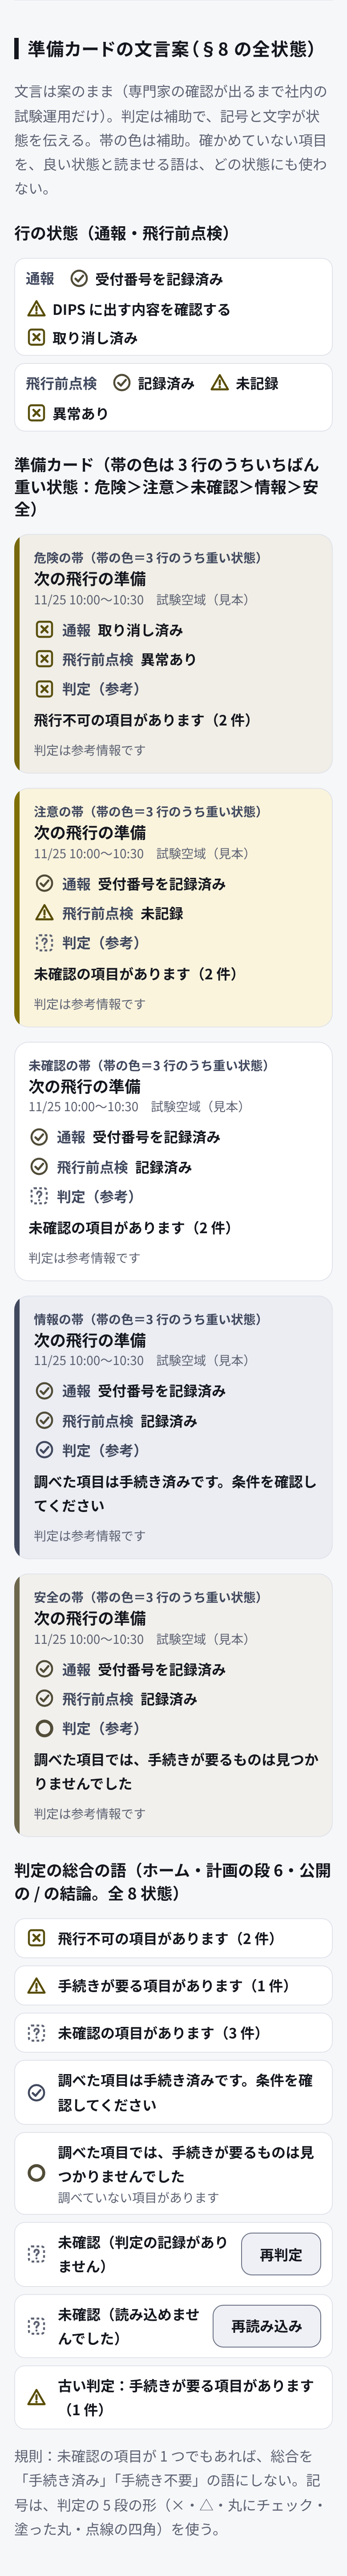 準備カードの文言案（§8 の全状態）
文言は案のまま（専門家の確認が出るまで社内の
試験運用だけ）。判定は補助で、記号と文字が状
態を伝える。帯の色は補助。確かめていない項目
を、良い状態と読ませる語は、どの状態にも使わ
ない。
行の状態（通報・飛行前点検）
通報 受付番号を記録済み
DIPS に出す内容を確認する
取り消し済み
飛行前点検 記録済み 未記録
異常あり
準備カード（帯の色は 3 行のうちいちばん
重い状態：危険＞注意＞未確認＞情報＞安
全）
危険の帯（帯の色＝3 行のうち重い状態）
次の飛行の準備
11/25 10:00〜10:30 試験空域（見本）
通報 取り消し済み
飛行前点検 異常あり
判定（参考）
飛行不可の項目があります（2 件）
判定は参考情報です
注意の帯（帯の色＝3 行のうち重い状態）
次の飛行の準備
11/25 10:00〜10:30 試験空域（見本）
通報 受付番号を記録済み
飛行前点検 未記録
判定（参考）
未確認の項目があります（2 件）
判定は参考情報です
未確認の帯（帯の色＝3 行のうち重い状態）
次の飛行の準備
11/25 10:00〜10:30 試験空域（見本）
通報 受付番号を記録済み
飛行前点検 記録済み
判定（参考）
未確認の項目があります（2 件）
判定は参考情報です
情報の帯（帯の色＝3 行のうち重い状態）
次の飛行の準備
11/25 10:00〜10:30 試験空域（見本）
通報 受付番号を記録済み
飛行前点検 記録済み
判定（参考）
調べた項目は手続き済みです。条件を確認し
てください
判定は参考情報です
安全の帯（帯の色＝3 行のうち重い状態）
次の飛行の準備
11/25 10:00〜10:30 試験空域（見本）
通報 受付番号を記録済み
飛行前点検 記録済み
判定（参考）
調べた項目では、手続きが要るものは見つか
りませんでした
判定は参考情報です
判定の総合の語（ホーム・計画の段 6・公開
の / の結論。全 8 状態）
飛行不可の項目があります（2 件）
手続きが要る項目があります（1 件）
未確認の項目があります（3 件）
調べた項目は手続き済みです。条件を確
認してください
調べた項目では、手続きが要るものは見
つかりませんでした
調べていない項目があります
未確認（判定の記録があり
ません）
再判定
未確認（読み込めませ
んでした）
再読み込み
古い判定：手続きが要る項目があります
（1 件）
規則：未確認の項目が 1 つでもあれば、総合を
「手続き済み」「手続き不要」の語にしない。記
号は、判定の 5 段の形（×・△・丸にチェック・
塗った丸・点線の四角）を使う。